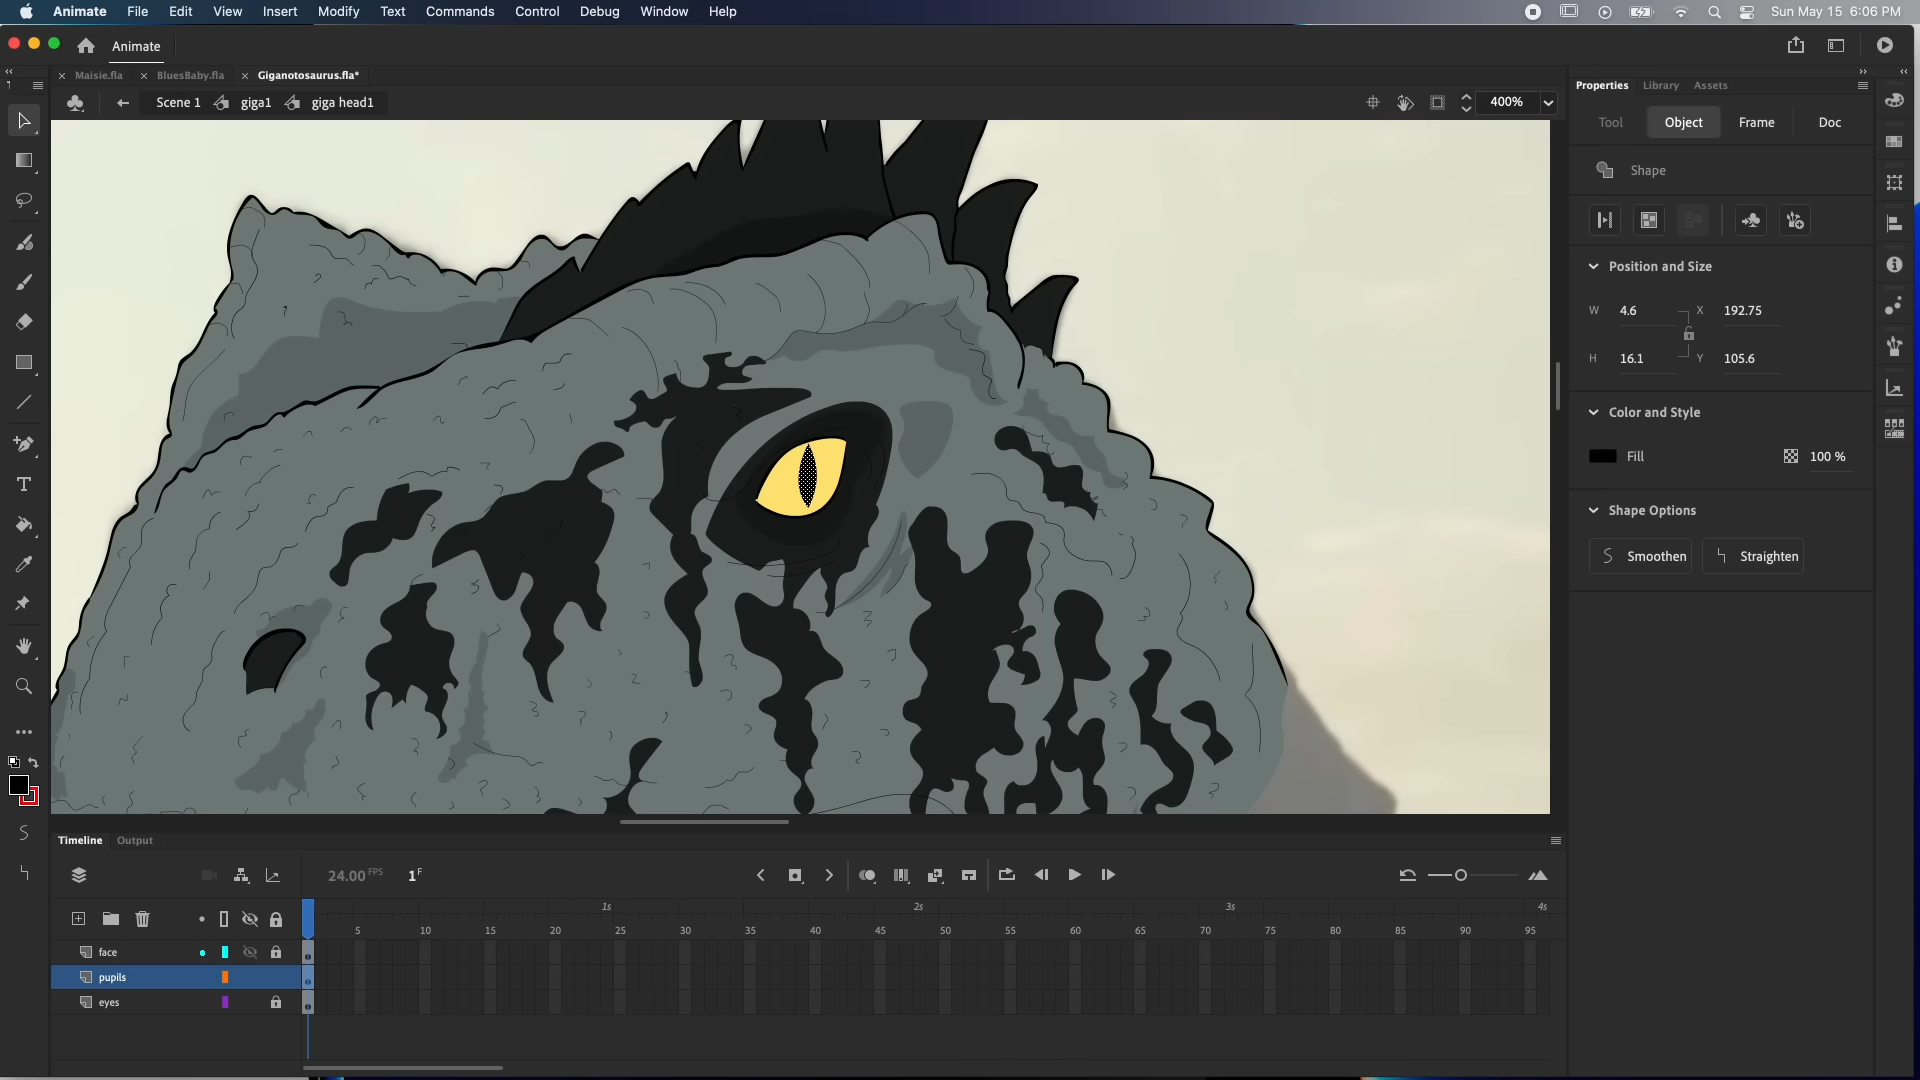 Animate File Edit View Insert Modify Text Commands Control Debug Window Help Sun May 15 6:06 PM
Animate
Maisie.fla BluesBaby.fla Giganotosaurus.fla*
Scene 1 giga1 giga head1 400%
Properties Library Assets
Tool Object Frame Doc
Shape
Position and Size
W 4.6 X 192.75
H 16.1 Y 105.6
Color and Style
Fill 100 %
Shape Options
Smoothen Straighten
Timeline Output
24.00 FPS 1 F
1s 2s 3s 4s
5 10 15 20 25 30 35 40 45 50 55 60 65 70 75 80 85 90 95
face
pupils
eyes